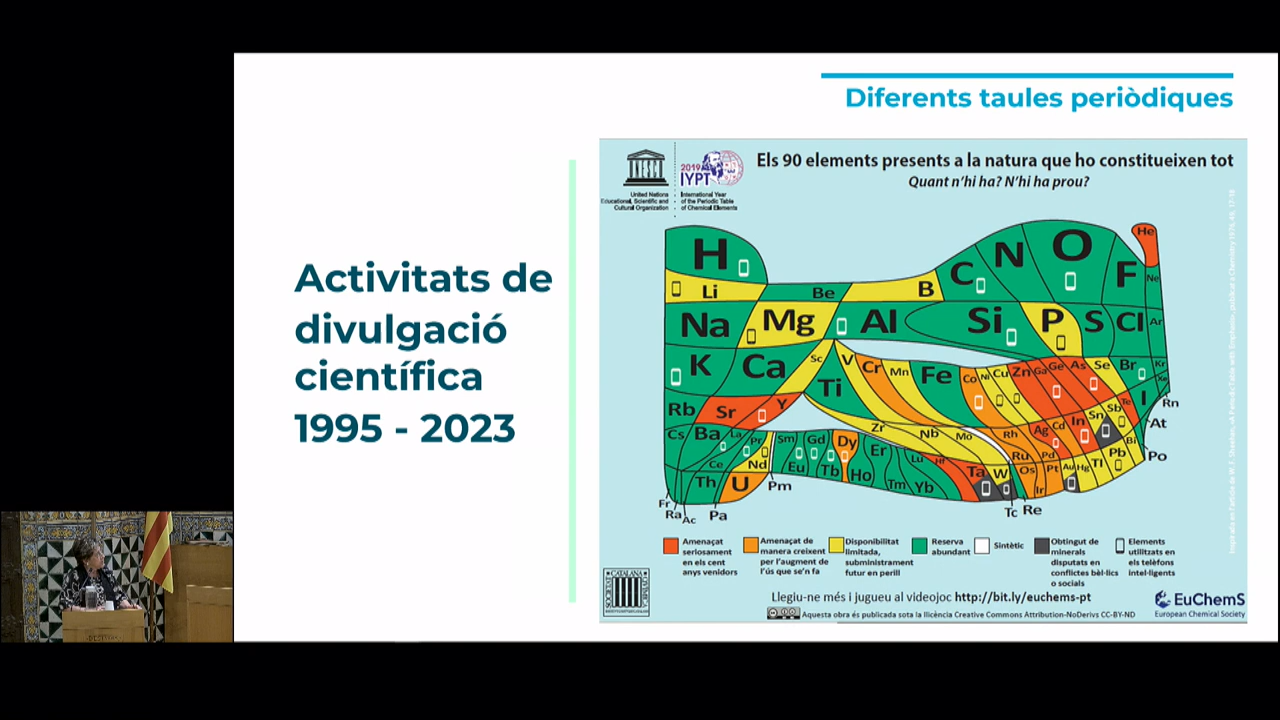 Diferents taules periòdiques
Activitats de
divulgació
científica
1995 - 2023
UNESCO
United Nations
Educational, Scientific and
Cultural Organization
2019
IYPT
International Year
of the Periodic Table
of Chemical Elements
Els 90 elements presents a la natura que ho constitueixen tot
Quant n'hi ha? N'hi ha prou?
H
He
Li
Be
B
C
N
O
F
Ne
Na
Mg
Al
Si
P
S
Cl
Ar
K
Ca
Sc
Ti
V
Cr
Mn
Fe
Co
Ni
Cu
Zn
Ga
Ge
As
Se
Br
Kr
Rb
Sr
Y
Zr
Nb
Mo
Tc
Ru
Rh
Pd
Ag
Cd
In
Sn
Sb
Te
I
Xe
Cs
Ba
La
Ce
Pr
Nd
Pm
Sm
Eu
Gd
Tb
Dy
Ho
Er
Tm
Yb
Lu
Hf
Ta
W
Re
Os
Ir
Pt
Au
Hg
Tl
Pb
Bi
Po
At
Rn
Fr
Ra
Ac
Th
Pa
U
Amenaçat
seriosament
en els cent
anys venidors
Amenaçat de
manera creixent
per l'augment de
l'ús que se'n fa
Disponibilitat
limitada,
subministrament
futur en perill
Reserva
abundant
Sintètic
Obtingut de
minerals
disputats en
conflictes bèl·lics
o socials
Elements
utilitzats en
els telèfons
intel·ligents
Llegiu-ne més i jugueu al videojoc http://bit.ly/euchems-pt
Aquesta obra és publicada sota la llicència Creative Commons Attribution-NoDerivs CC-BY-ND
SOCIETAT
CATALANA
QUÍMICA
EuChemS
European Chemical Society